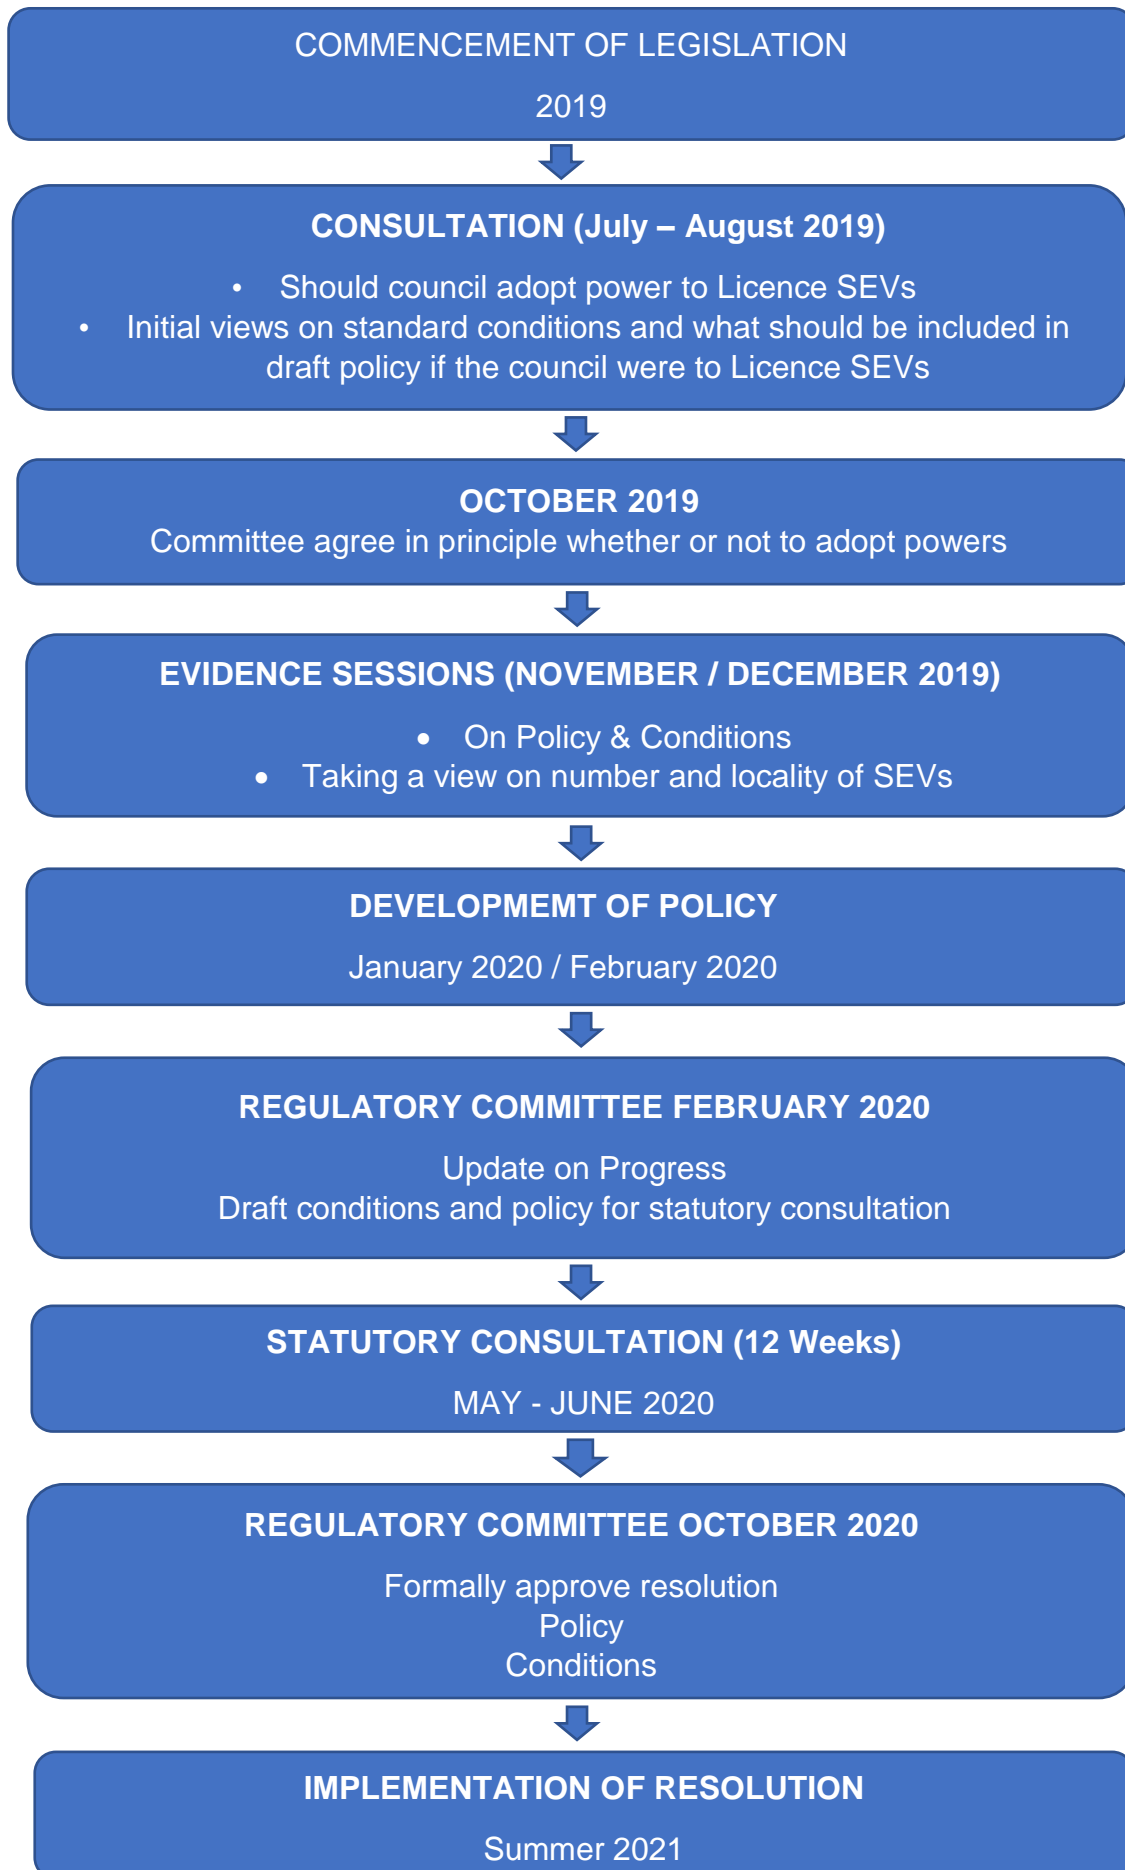 COMMENCEMENT OF LEGISLATION
2019
CONSULTATION (July – August 2019)
• Should council adopt power to Licence SEVs
• Initial views on standard conditions and what should be included in
draft policy if the council were to Licence SEVs
OCTOBER 2019
Committee agree in principle whether or not to adopt powers
EVIDENCE SESSIONS (NOVEMBER / DECEMBER 2019)
• On Policy & Conditions
• Taking a view on number and locality of SEVs
DEVELOPMEMT OF POLICY
January 2020 / February 2020
REGULATORY COMMITTEE FEBRUARY 2020
Update on Progress
Draft conditions and policy for statutory consultation
STATUTORY CONSULTATION (12 Weeks)
MAY - JUNE 2020
REGULATORY COMMITTEE OCTOBER 2020
Formally approve resolution
Policy
Conditions
IMPLEMENTATION OF RESOLUTION
Summer 2021